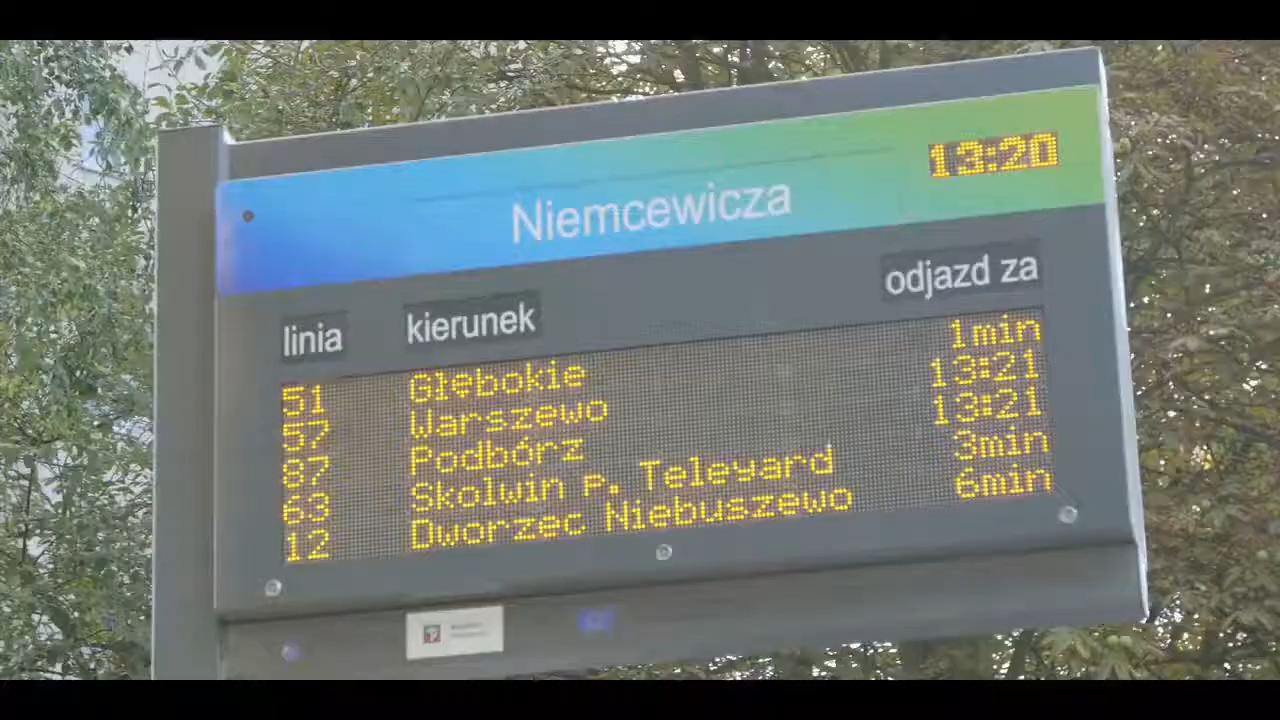 13:20
Niemcewicza
linia kierunek odjazd za
51 Głębokie 1min
57 Warszewo 13:21
87 Podbórz 13:21
63 Skolwin p. Teleyard 3min
12 Dworzec Niebuszewo 6min